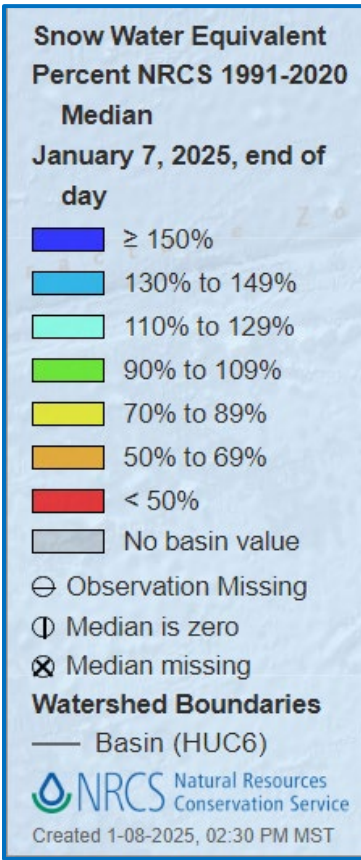 Snow Water Equivalent
Percent NRCS 1991-2020
Median
January 7, 2025, end of
day
≥ 150%
130% to 149%
110% to 129%
90% to 109%
70% to 89%
50% to 69%
< 50%
No basin value
Observation Missing
Median is zero
Median missing
Watershed Boundaries
Basin (HUC6)
NRCS Natural Resources
Conservation Service
Created 1-08-2025, 02:30 PM MST